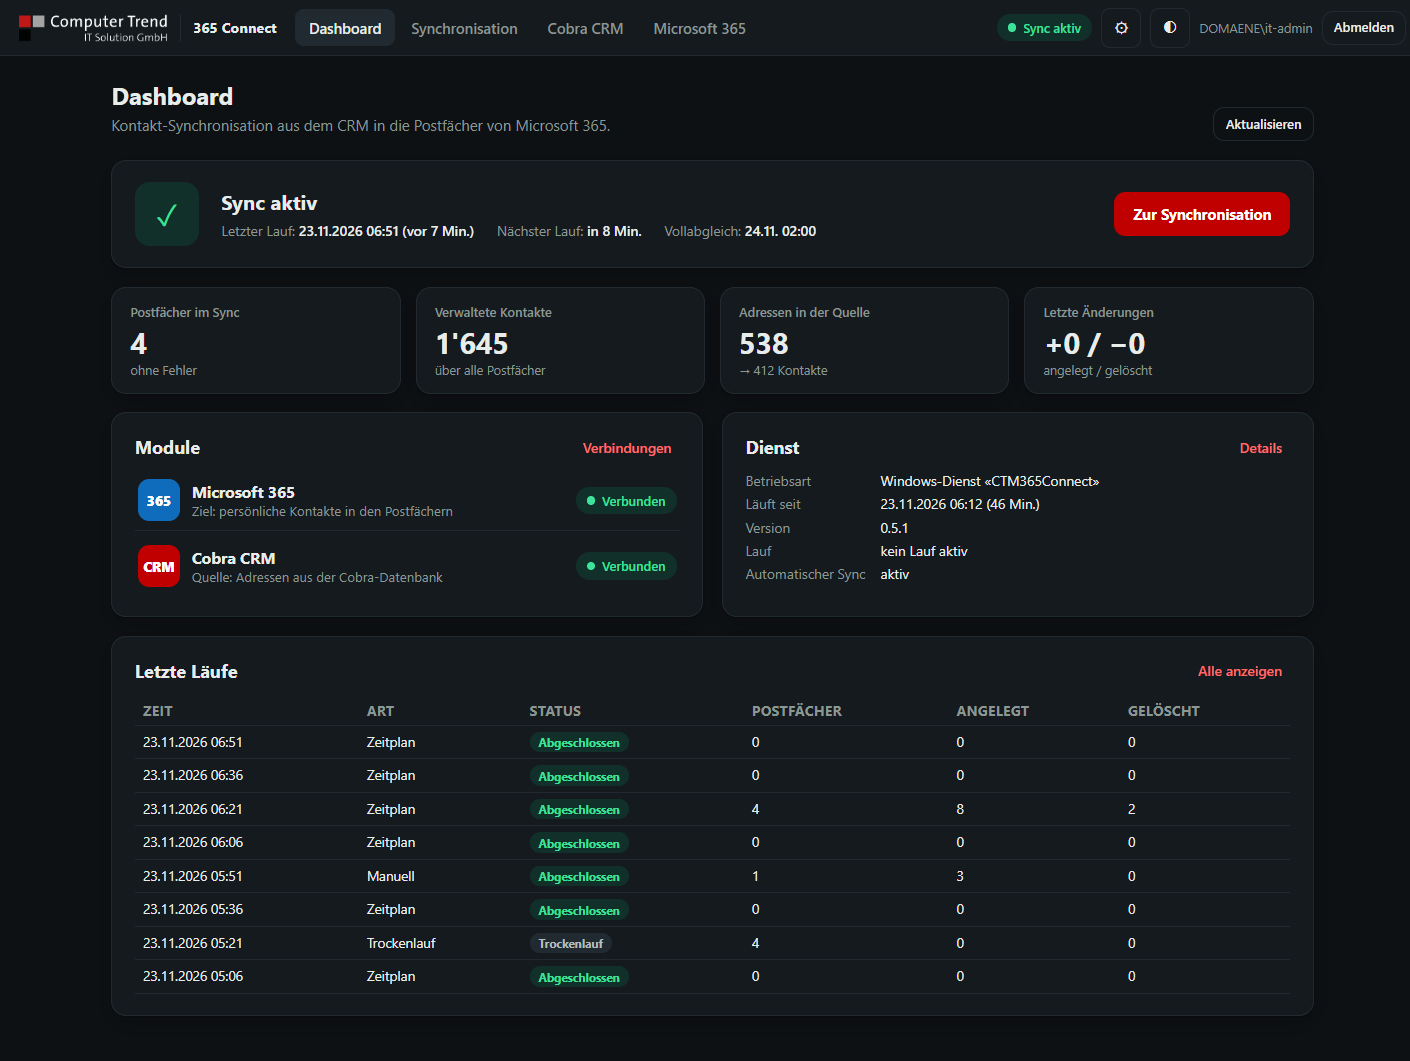 Computer Trend
IT Solution GmbH
365 Connect
Dashboard
Synchronisation
Cobra CRM
Microsoft 365
Sync aktiv
DOMAENE\it-admin
Abmelden
Dashboard
Kontakt-Synchronisation aus dem CRM in die Postfächer von Microsoft 365.
Aktualisieren
Sync aktiv
Letzter Lauf: 23.11.2026 06:51 (vor 7 Min.) Nächster Lauf: in 8 Min. Vollabgleich: 24.11. 02:00
Zur Synchronisation
Postfächer im Sync
4
ohne Fehler
Verwaltete Kontakte
1'645
über alle Postfächer
Adressen in der Quelle
538
→ 412 Kontakte
Letzte Änderungen
+0 / −0
angelegt / gelöscht
Module
Verbindungen
365
Microsoft 365
Ziel: persönliche Kontakte in den Postfächern
Verbunden
CRM
Cobra CRM
Quelle: Adressen aus der Cobra-Datenbank
Verbunden
Dienst
Details
Betriebsart Windows-Dienst «CTM365Connect»
Läuft seit 23.11.2026 06:12 (46 Min.)
Version 0.5.1
Lauf kein Lauf aktiv
Automatischer Sync aktiv
Letzte Läufe
Alle anzeigen
ZEIT ART STATUS POSTFÄCHER ANGELEGT GELÖSCHT
23.11.2026 06:51 Zeitplan Abgeschlossen 0 0 0
23.11.2026 06:36 Zeitplan Abgeschlossen 0 0 0
23.11.2026 06:21 Zeitplan Abgeschlossen 4 8 2
23.11.2026 06:06 Zeitplan Abgeschlossen 0 0 0
23.11.2026 05:51 Manuell Abgeschlossen 1 3 0
23.11.2026 05:36 Zeitplan Abgeschlossen 0 0 0
23.11.2026 05:21 Trockenlauf Trockenlauf 4 0 0
23.11.2026 05:06 Zeitplan Abgeschlossen 0 0 0